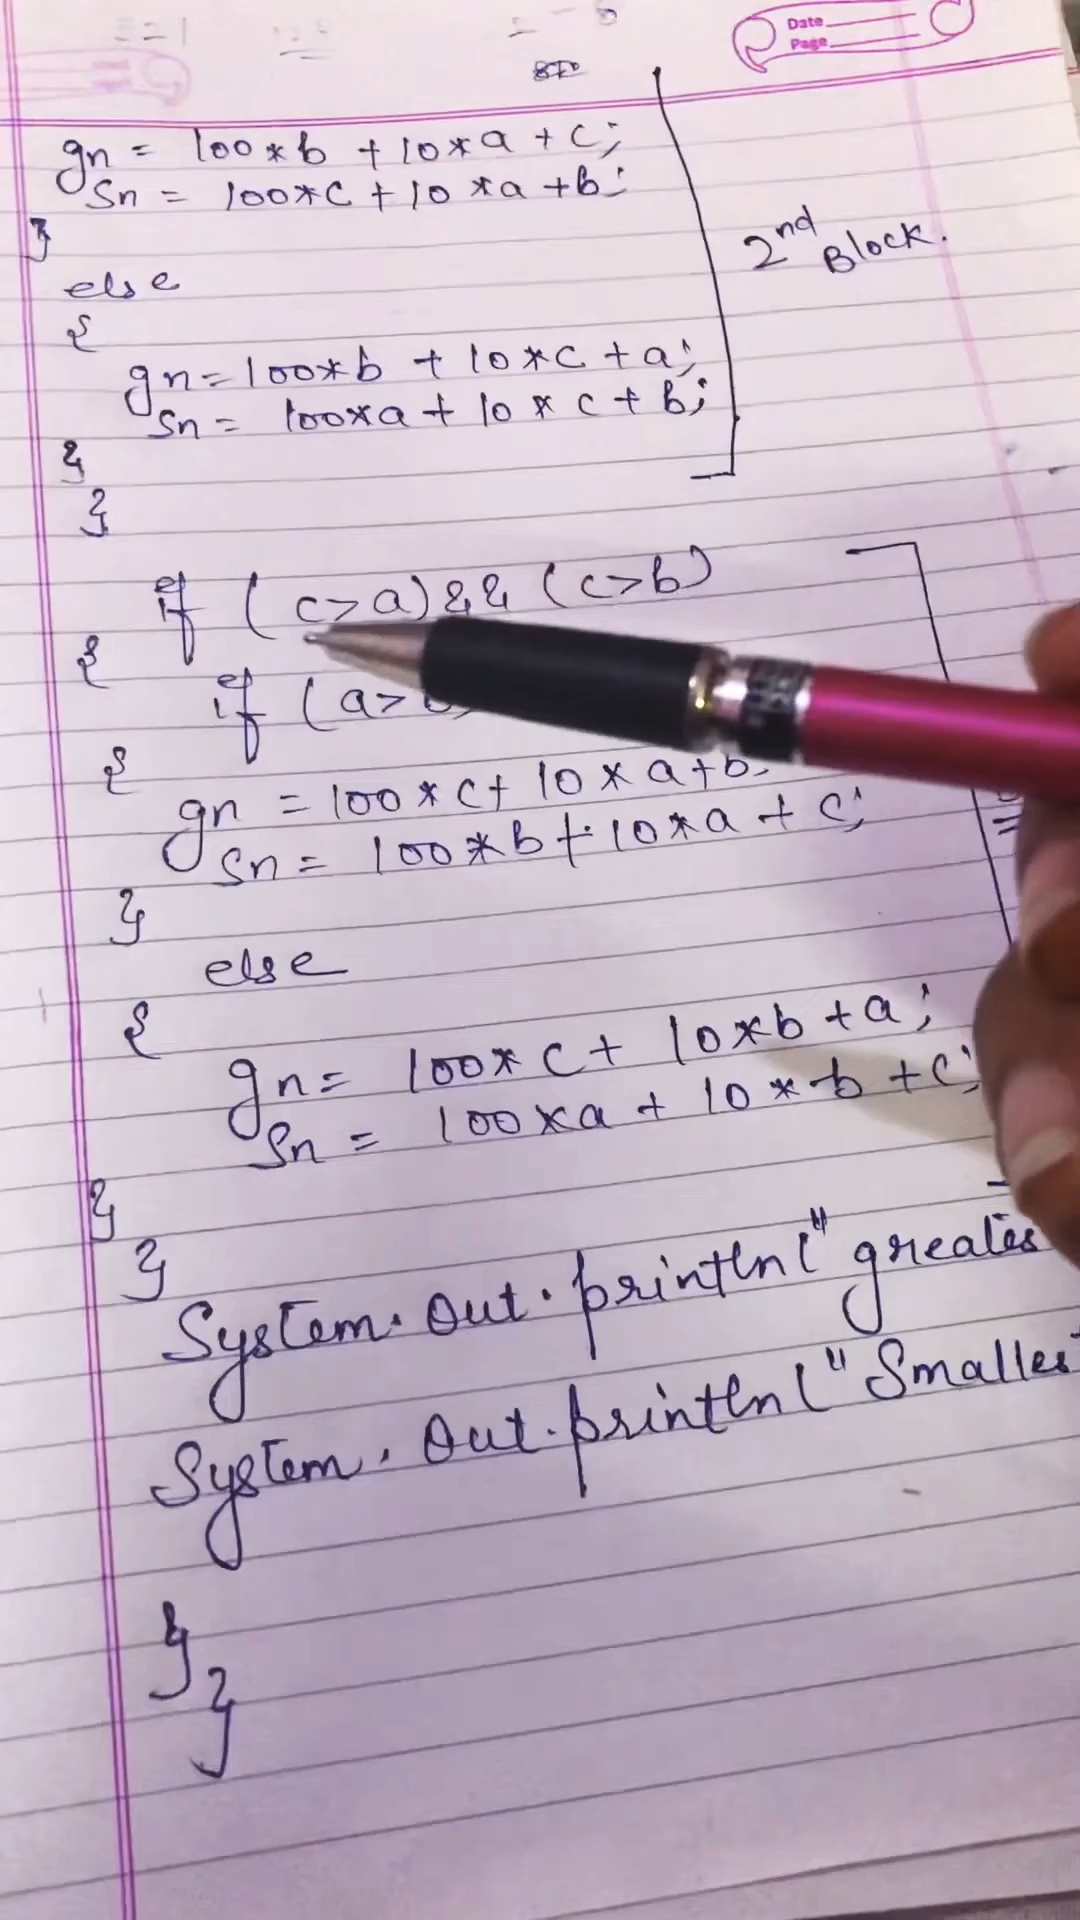 Date
Page
gn = 100*b + 10*a + c;
Sn = 100*c + 10*a + b;
}
else
{
gn = 100*b + 10*c + a;
Sn = 100*a + 10*c + b;
}
}
2nd Block.
if (c>a) && (c>b)
{
if (a>
{
gn = 100*c + 10*a+b
Sn = 100*b + 10*a + c;
}
else
{
gn = 100*c + 10*b + a;
Sn = 100*a + 10*b + c;
}
}
System.out.println("greates
System.out.println("Smalles
}
}